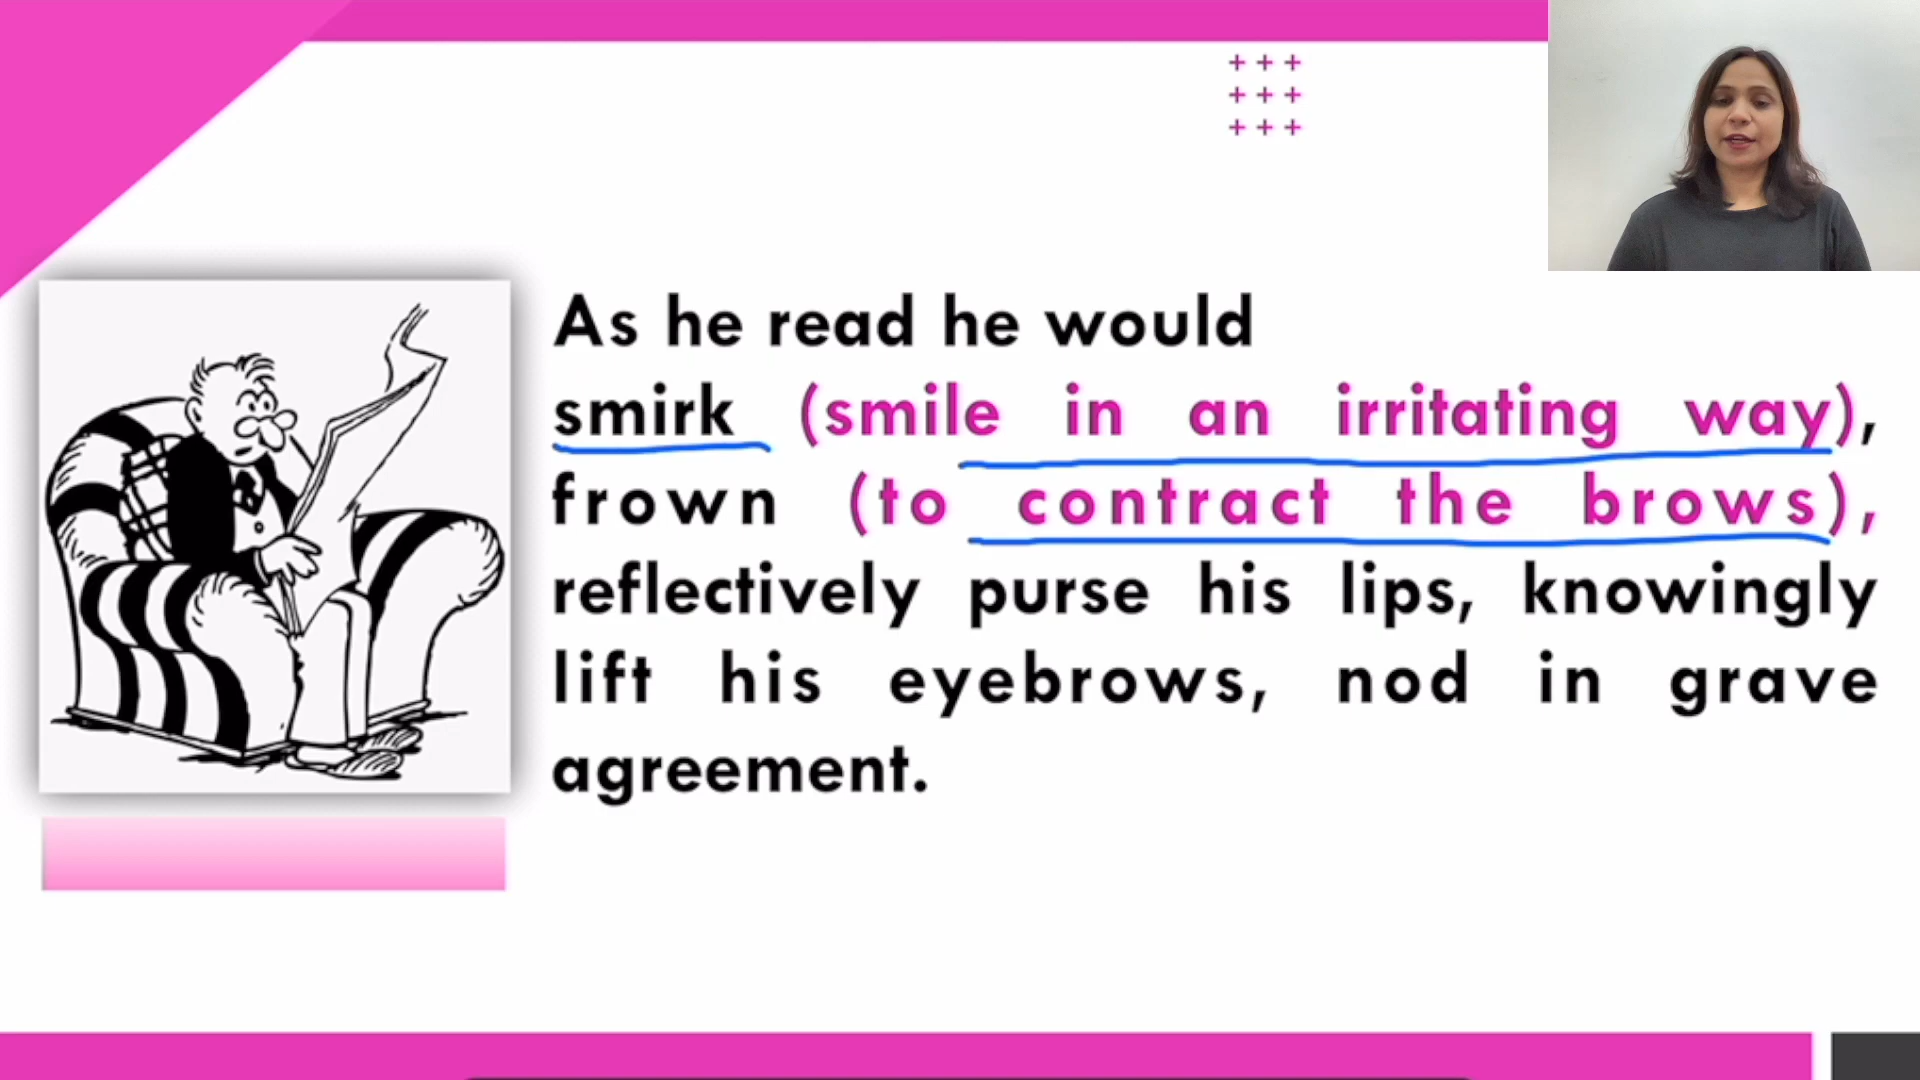 As he read he would
smirk (smile in an irritating way),
frown (to contract the brows),
reflectively purse his lips, knowingly
lift his eyebrows, nod in grave
agreement.